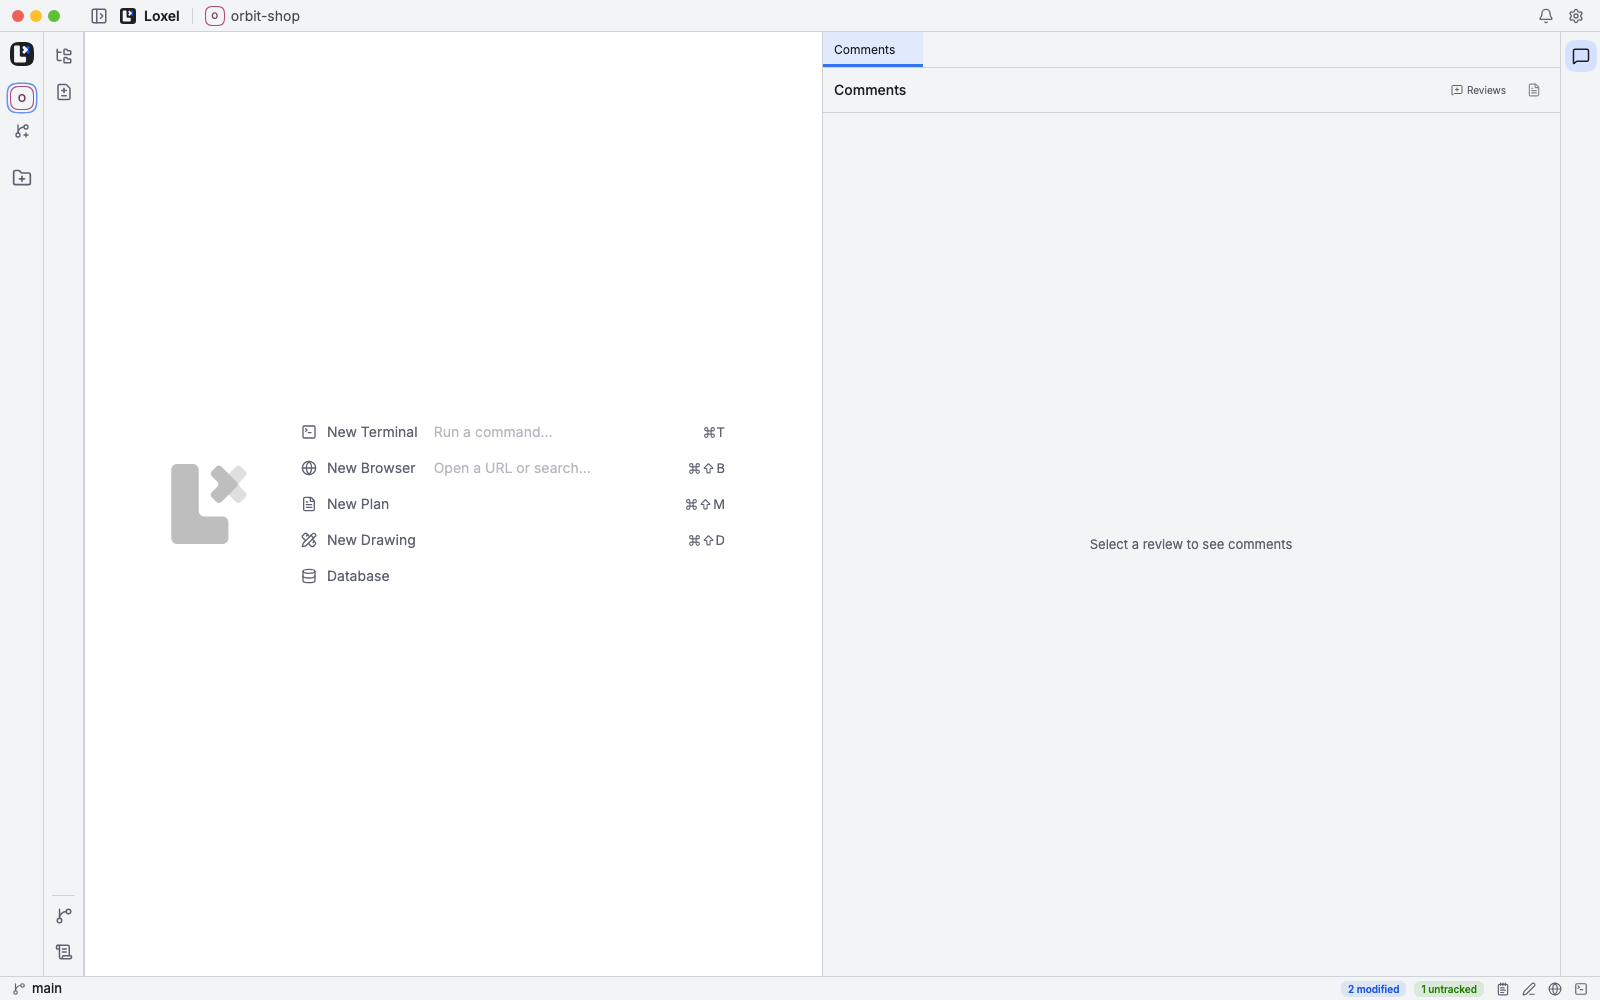 Loxel
O orbit-shop
O
Comments
Comments
Reviews
New Terminal Run a command... ⌘T
New Browser Open a URL or search... ⌘⇧B
New Plan ⌘⇧M
New Drawing ⌘⇧D
Database
Select a review to see comments
main
2 modified
1 untracked